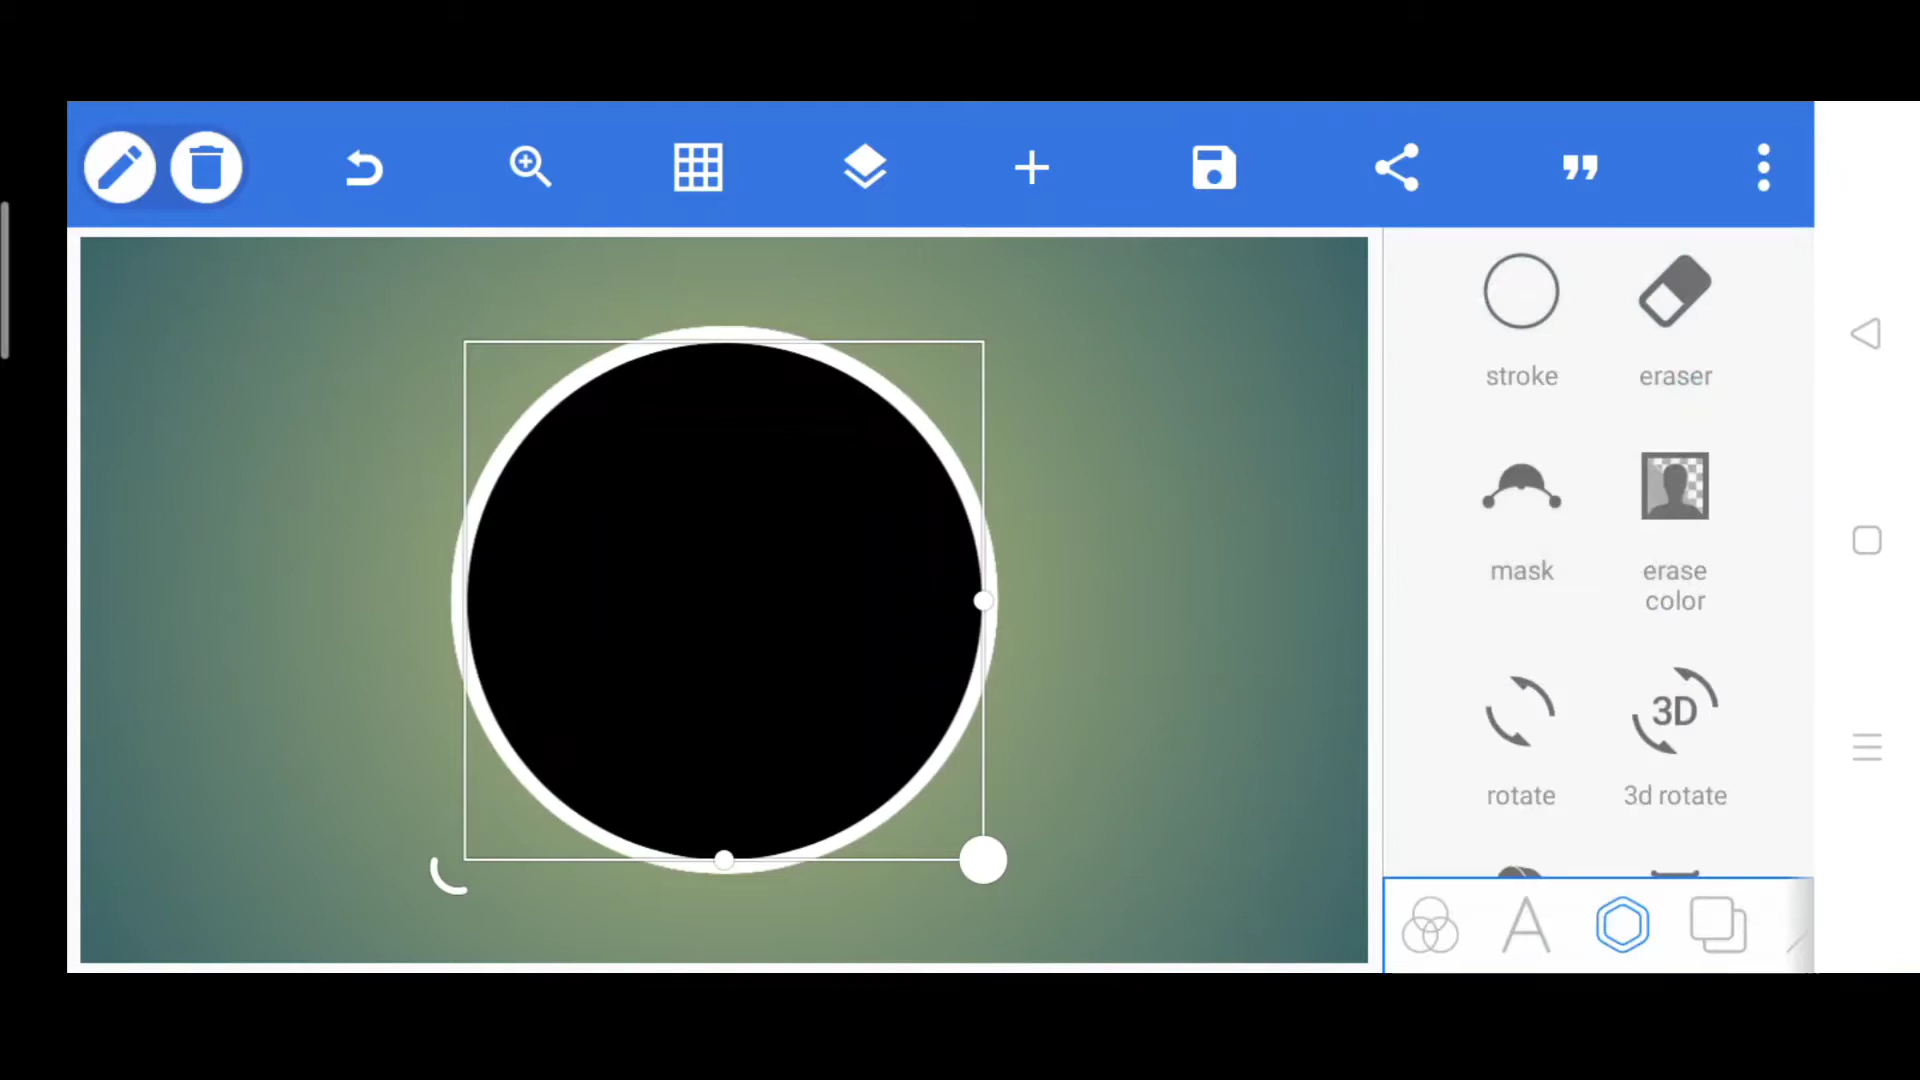 stroke
eraser
mask
erase
color
3D
rotate
3d rotate